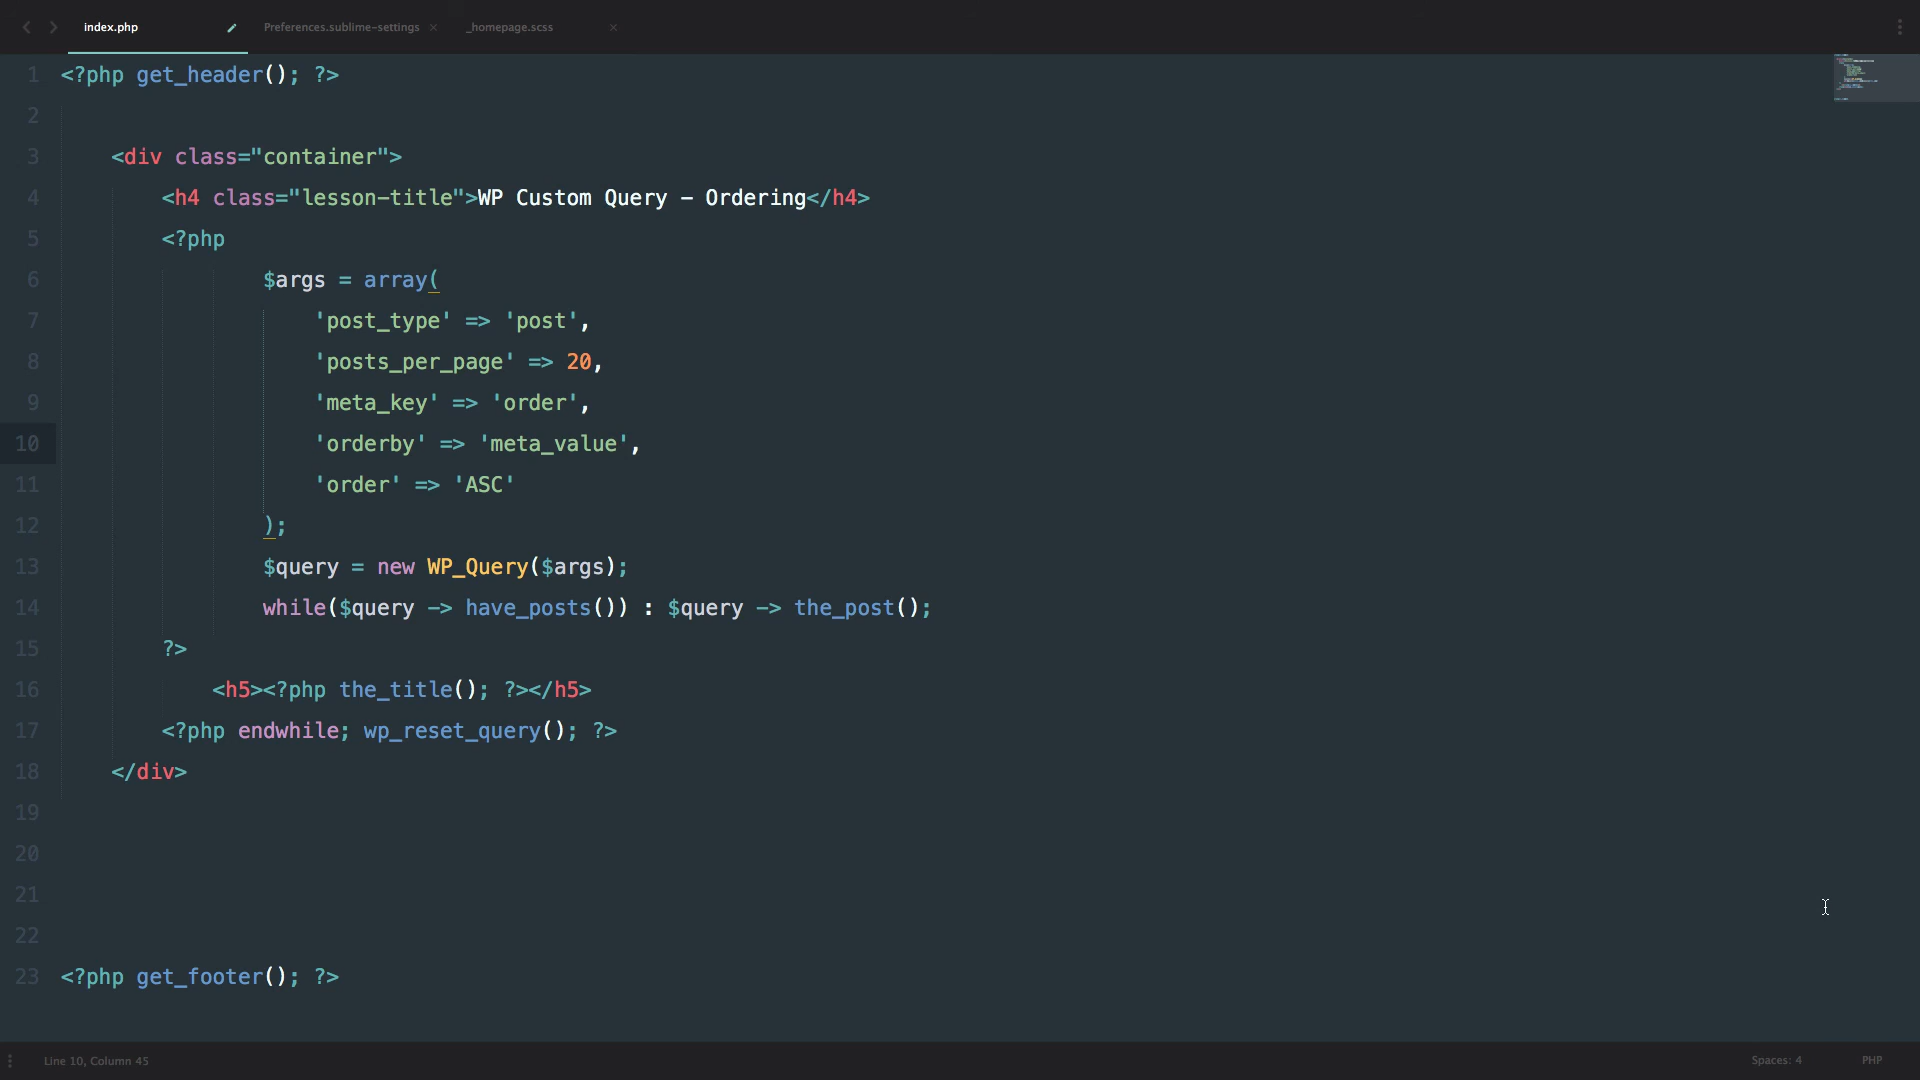 index.php Preferences.sublime-settings × _homepage.scss ×
1 <?php get_header(); ?>
2
3 <div class="container">
4 <h4 class="lesson-title">WP Custom Query - Ordering</h4>
5 <?php
6 $args = array(
7 'post_type' => 'post',
8 'posts_per_page' => 20,
9 'meta_key' => 'order',
10 'orderby' => 'meta_value',
11 'order' => 'ASC'
12 );
13 $query = new WP_Query($args);
14 while($query -> have_posts()) : $query -> the_post();
15 ?>
16 <h5><?php the_title(); ?></h5>
17 <?php endwhile; wp_reset_query(); ?>
18 </div>
19
20
21
22
23 <?php get_footer(); ?>
Line 10, Column 45 Spaces: 4 PHP